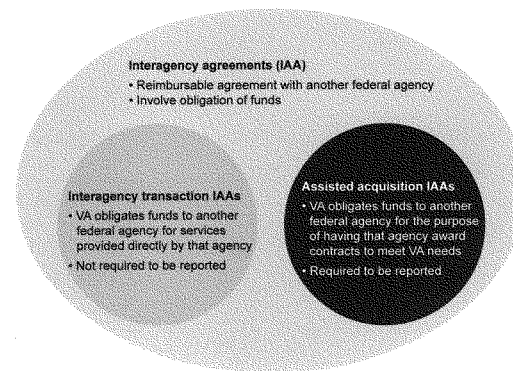 Interagency agreements (IAA)
• Reimbursable agreement with another federal agency
• Involve obligation of funds
Interagency transaction IAAs
• VA obligates funds to another
federal agency for services
provided directly by that agency
• Not required to be reported
Assisted acquisition IAAs
• VA obligates funds to another
federal agency for the purpose
of having that agency award
contracts to meet VA needs
• Required to be reported